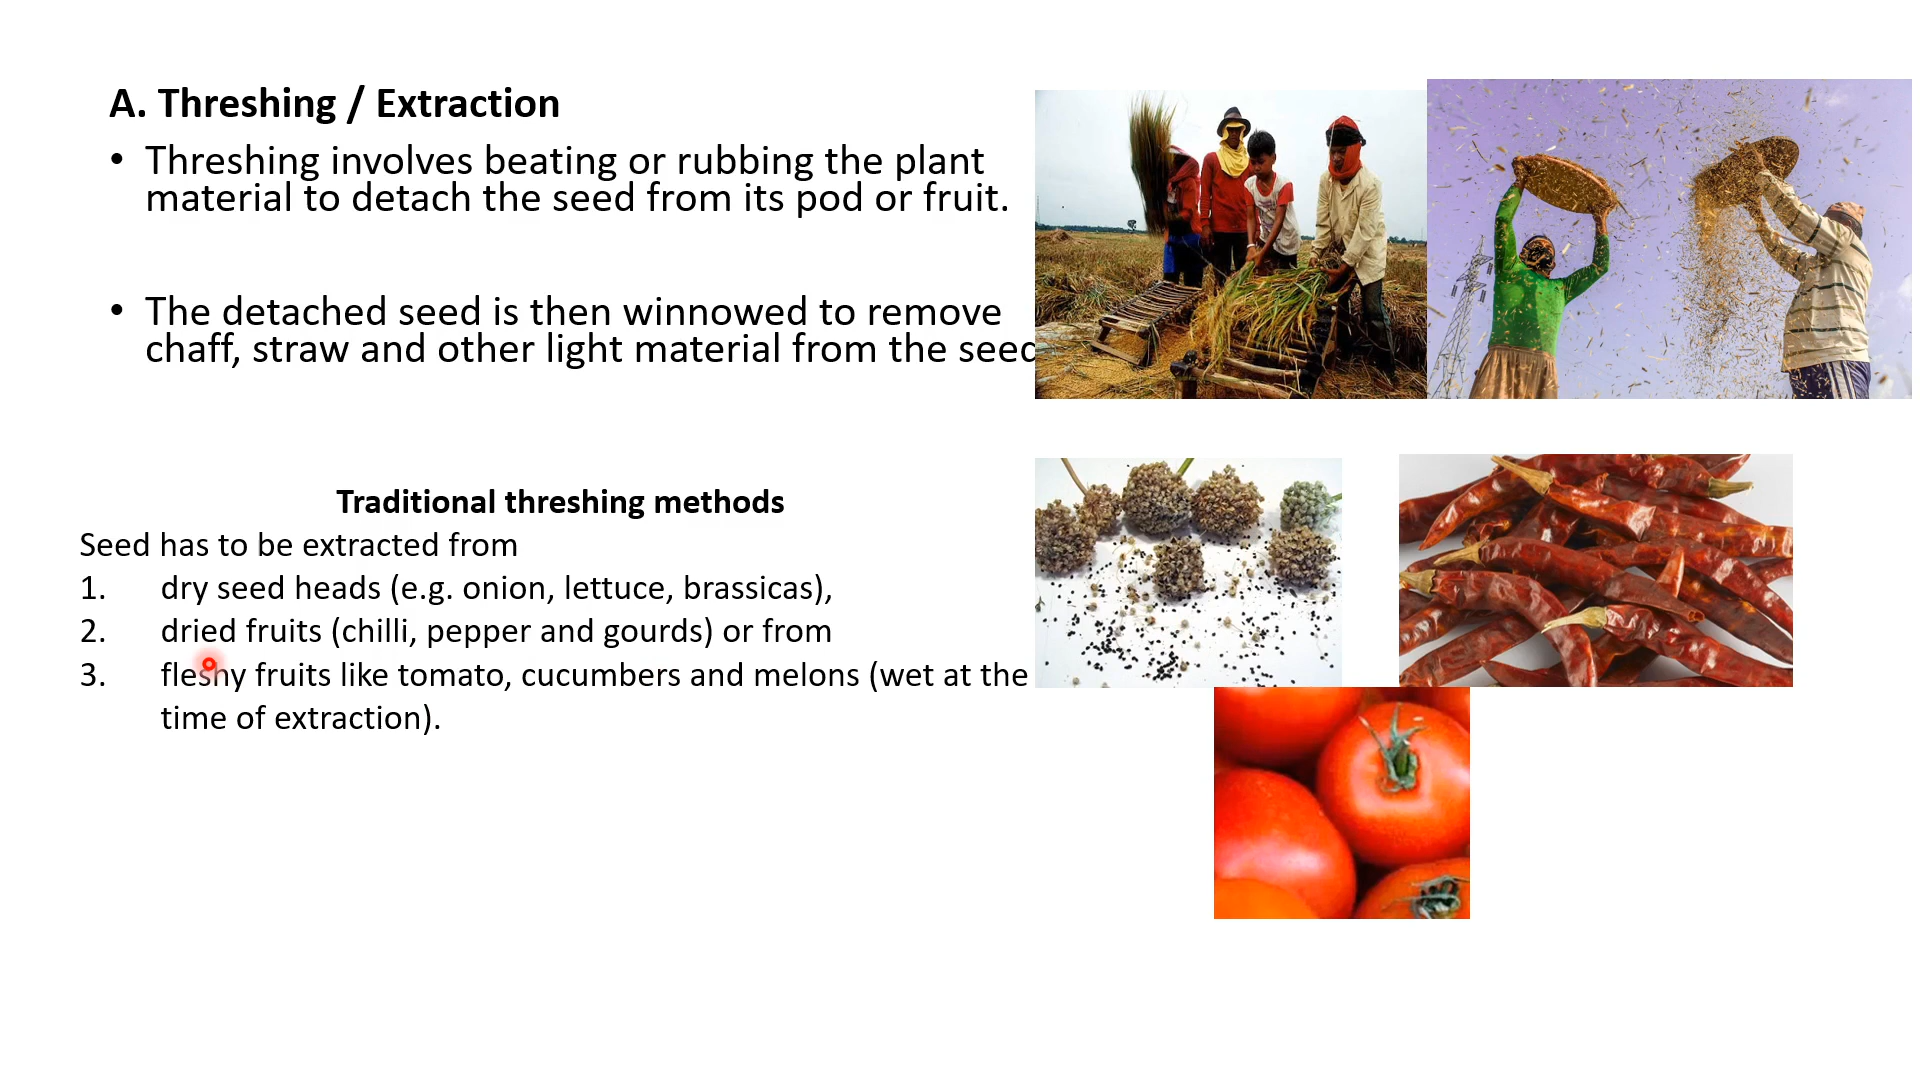 A. Threshing / Extraction
• Threshing involves beating or rubbing the plant
material to detach the seed from its pod or fruit.
• The detached seed is then winnowed to remove
chaff, straw and other light material from the seed
Traditional threshing methods
Seed has to be extracted from
1. dry seed heads (e.g. onion, lettuce, brassicas),
2. dried fruits (chilli, pepper and gourds) or from
3. fleshy fruits like tomato, cucumbers and melons (wet at the
time of extraction).